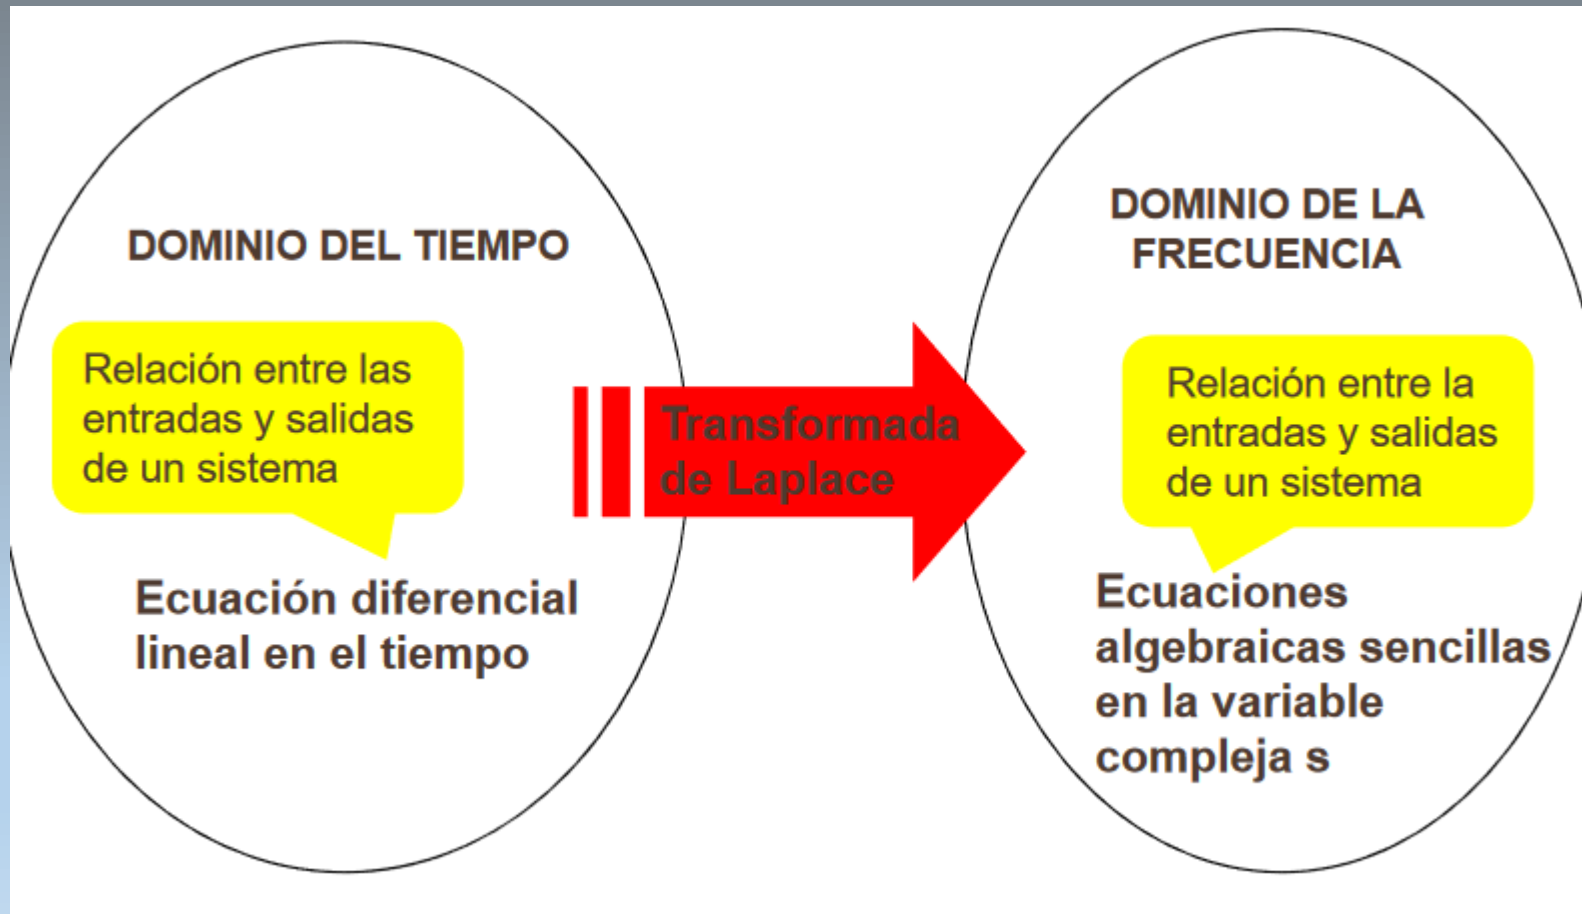 DOMINIO DEL TIEMPO
Relación entre las
entradas y salidas
de un sistema
Ecuación diferencial
lineal en el tiempo
Transformada
de Laplace
DOMINIO DE LA
FRECUENCIA
Relación entre la
entradas y salidas
de un sistema
Ecuaciones
algebraicas sencillas
en la variable
compleja s